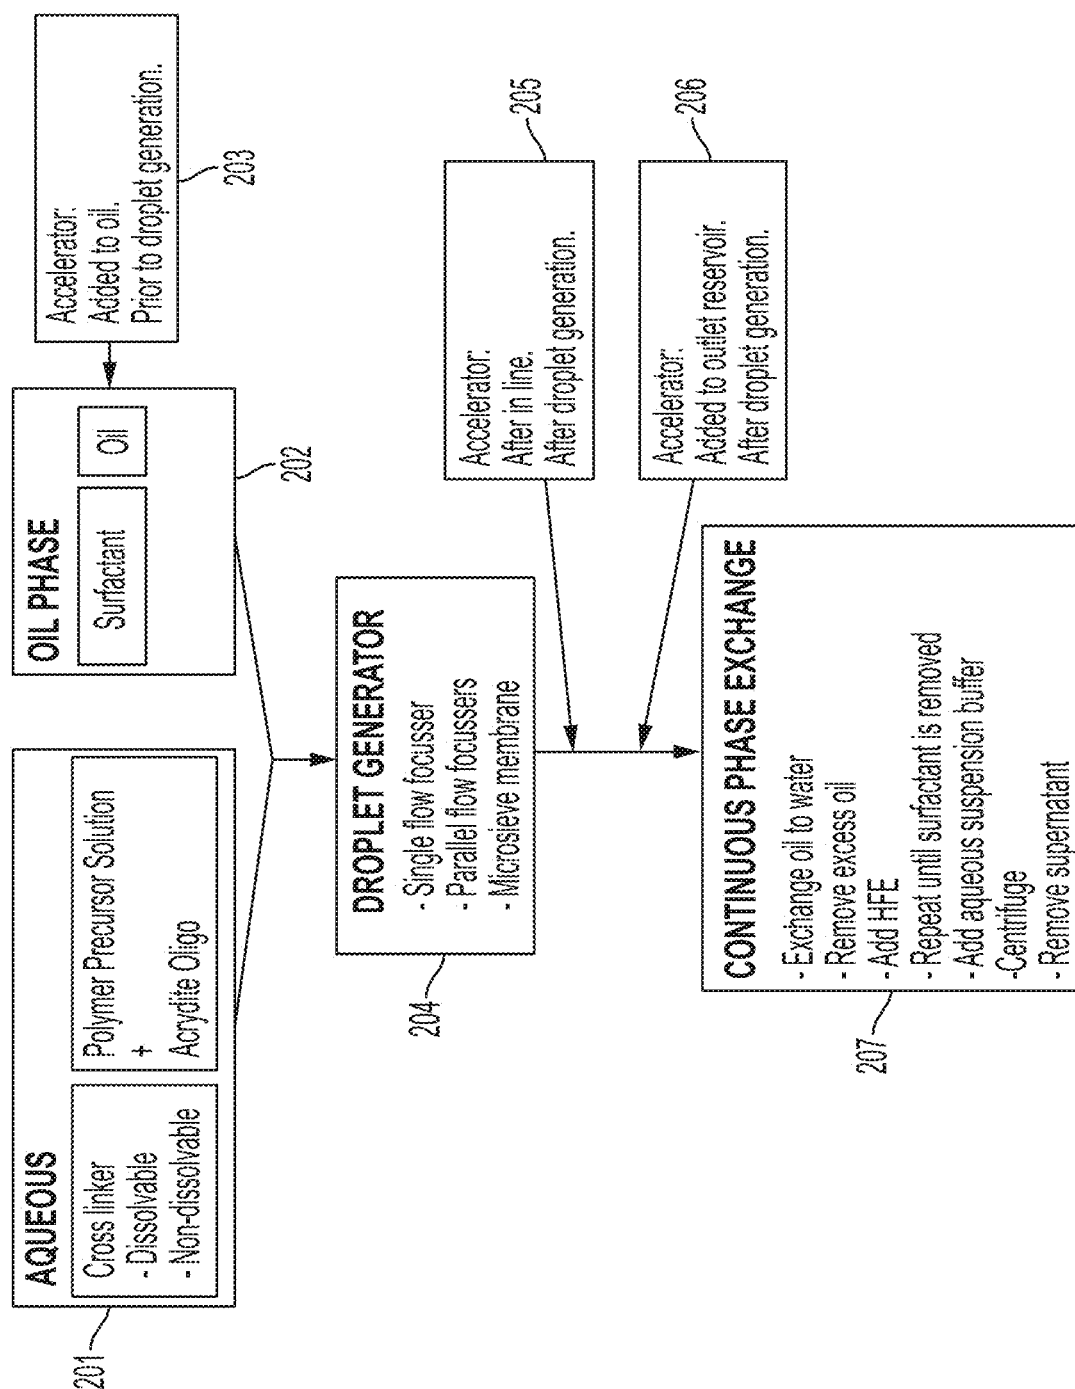 AQUEOUS
Cross linker
- Dissolvable
- Non-dissolvable
Polymer Precursor Solution
+
Acrydite Oligo
201
OIL PHASE
Surfactant
Oil
202
Accelerator:
Added to oil.
Prior to droplet generation.
203
DROPLET GENERATOR
- Single flow focusser
- Parallel flow focussers
- Microsieve membrane
204
Accelerator:
After in line.
After droplet generation.
205
Accelerator:
Added to outlet reservoir.
After droplet generation.
206
CONTINUOUS PHASE EXCHANGE
- Exchange oil to water
- Remove excess oil
- Add HFE
- Repeat until surfactant is removed
- Add aqueous suspension buffer
-Centrifuge
- Remove supernatant
207